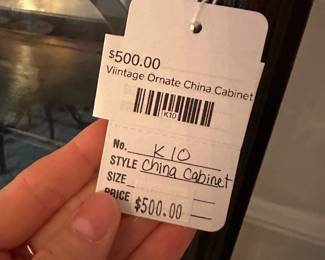 $500.00
Viintage Ornate China Cabinet
K10
No. K10
STYLE China Cabinet
SIZE
PRICE $500.00